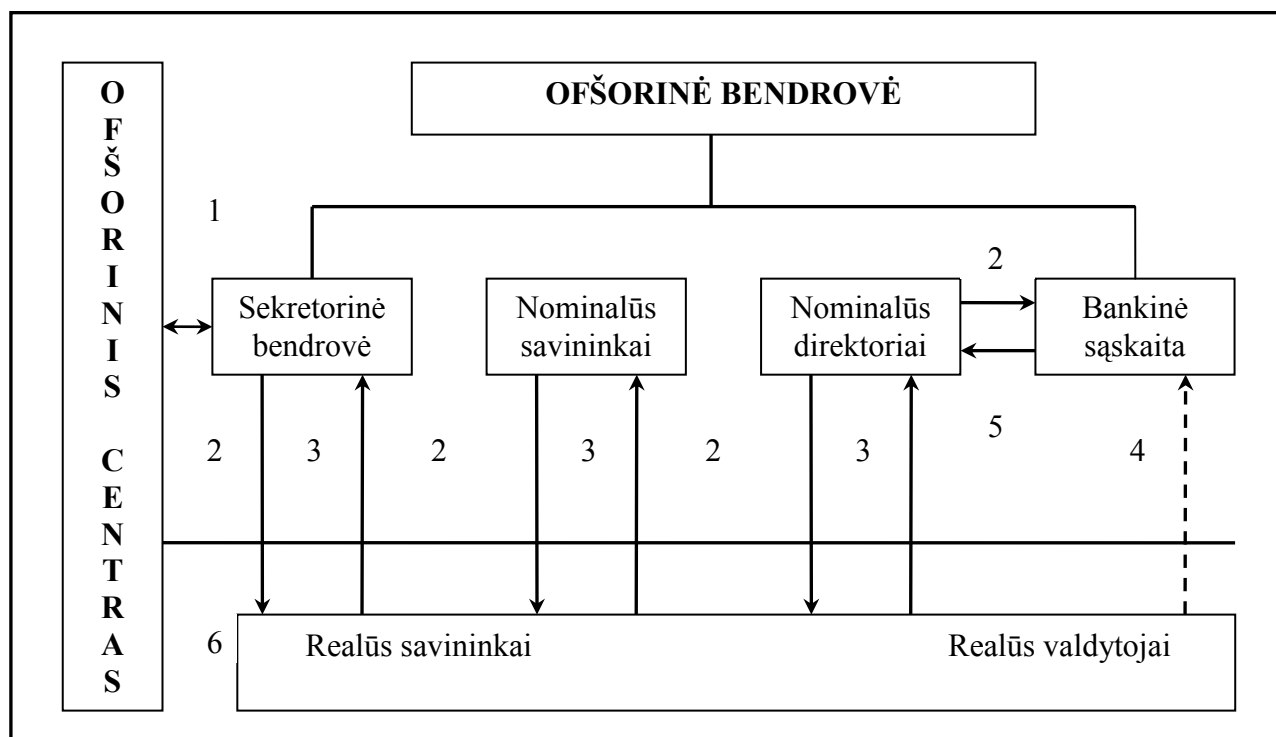 OFŠORINIS CENTRAS
OFŠORINĖ BENDROVĖ
1
2
Sekretorinė
bendrovė
Nominalūs
savininkai
Nominalūs
direktoriai
Bankinė
sąskaita
2
3
2
3
2
3
5
4
6
Realūs savininkai
Realūs valdytojai